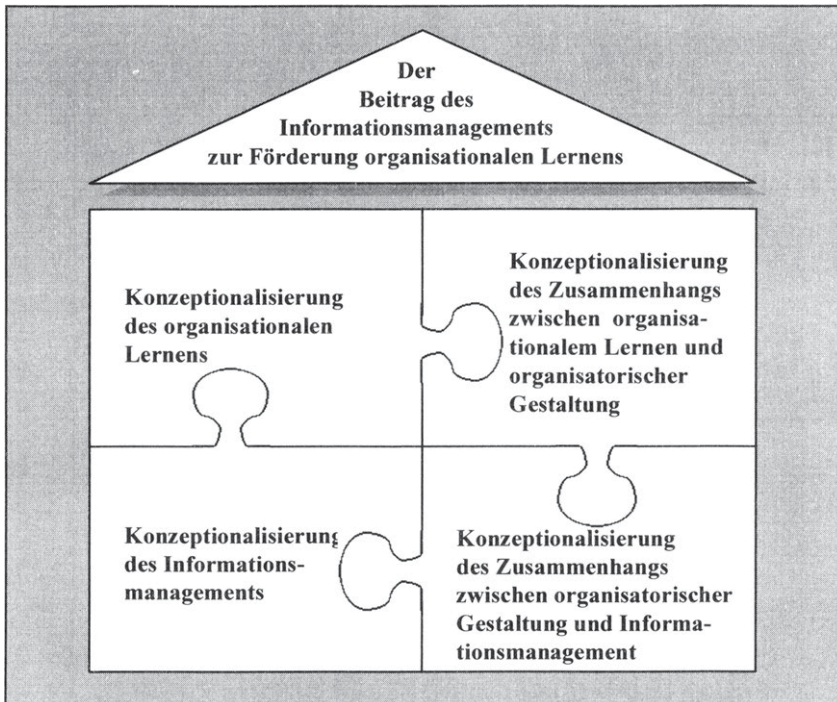 Der
Beitrag des
Informationsmanagements
zur Förderung organisationalen Lernens
Konzeptionalisierung
des organisationalen
Lernens
Konzeptionalisierung
des Zusammenhangs
zwischen organisa-
tionalem Lernen und
organisatorischer
Gestaltung
Konzeptionalisierung
des Informations-
managements
Konzeptionalisierung
des Zusammenhangs
zwischen organisatorischer
Gestaltung und Informa-
tionsmanagement